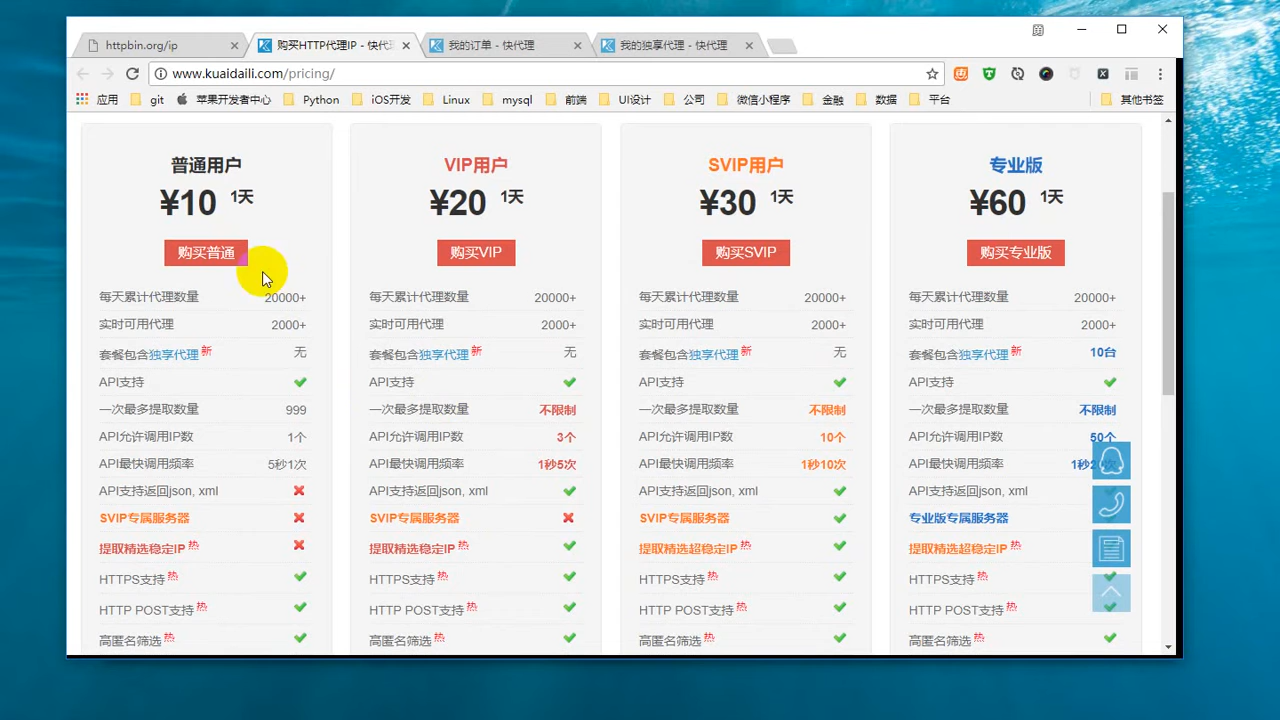 httpbin.org/ip
购买HTTP代理IP - 快代
我的订单 - 快代理
我的独享代理 - 快代理
www.kuaidaili.com/pricing/
应用 git 苹果开发者中心 Python iOS开发 Linux mysql 前端 UI设计 公司 微信小程序 金融 数据 平台 其他书签
普通用户 VIP用户 SVIP用户 专业版
¥10 1天 ¥20 1天 ¥30 1天 ¥60 1天
购买普通 购买VIP 购买SVIP 购买专业版
每天累计代理数量 20000+ 每天累计代理数量 20000+ 每天累计代理数量 20000+ 每天累计代理数量 20000+
实时可用代理 2000+ 实时可用代理 2000+ 实时可用代理 2000+ 实时可用代理 2000+
套餐包含独享代理新 无 套餐包含独享代理新 无 套餐包含独享代理新 无 套餐包含独享代理新 10台
API支持 API支持 API支持 API支持
一次最多提取数量 999 一次最多提取数量 不限制 一次最多提取数量 不限制 一次最多提取数量 不限制
API允许调用IP数 1个 API允许调用IP数 3个 API允许调用IP数 10个 API允许调用IP数 50个
API最快调用频率 5秒1次 API最快调用频率 1秒5次 API最快调用频率 1秒10次 API最快调用频率
API支持返回json, xml API支持返回json, xml API支持返回json, xml API支持返回json, xml
SVIP专属服务器 SVIP专属服务器 SVIP专属服务器 专业版专属服务器
提取精选稳定IP热 提取精选稳定IP热 提取精选超稳定IP热 提取精选超稳定IP热
HTTPS支持热 HTTPS支持热 HTTPS支持热 HTTPS支持热
HTTP POST支持热 HTTP POST支持热 HTTP POST支持热 HTTP POST支持热
高匿名筛选热 高匿名筛选热 高匿名筛选热 高匿名筛选热